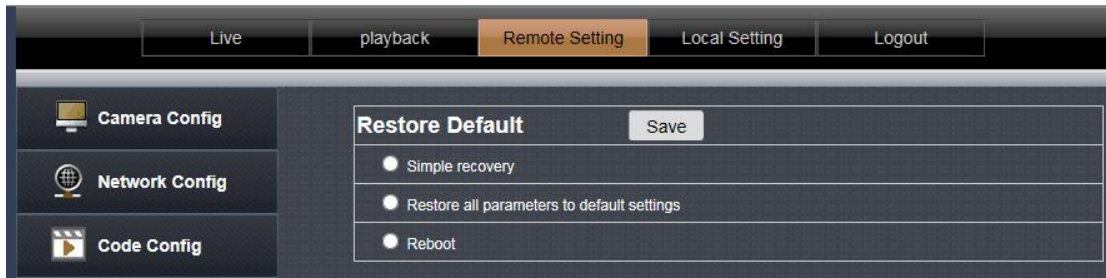 Live playback Remote Setting Local Setting Logout
Camera Config
Restore Default Save
Simple recovery
Network Config
Restore all parameters to default settings
Code Config
Reboot